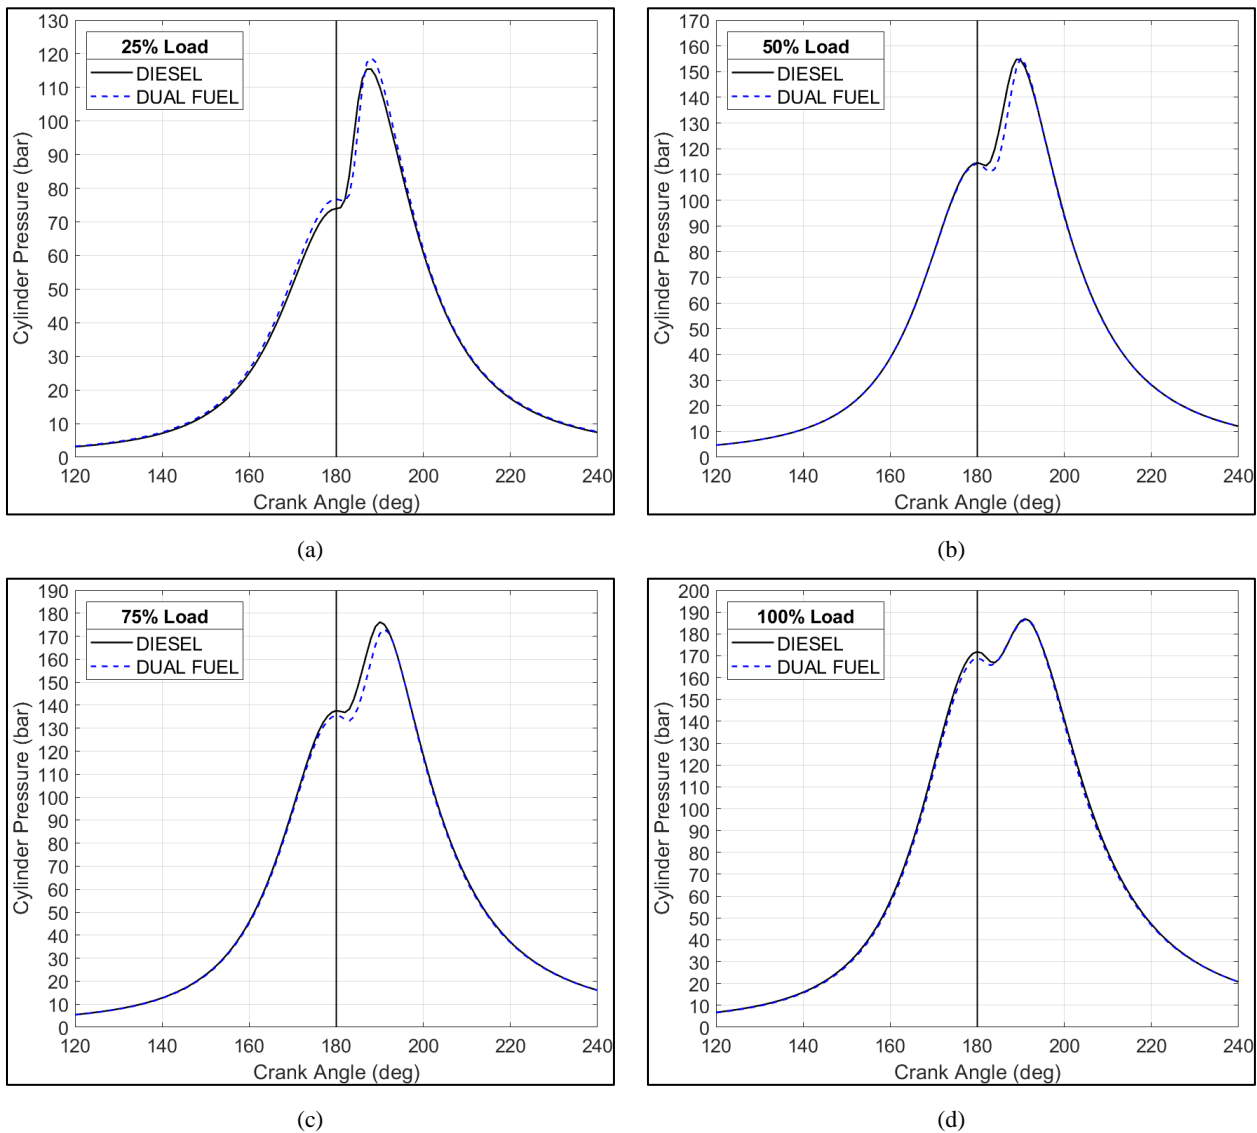 130
120
110
100
90
80
70
60
50
40
30
20
10
0
Cylinder Pressure (bar)
25% Load
DIESEL
DUAL FUEL
120 140 160 180 200 220 240
Crank Angle (deg)
(a)
170
160
150
140
130
120
110
100
90
80
70
60
50
40
30
20
10
0
Cylinder Pressure (bar)
50% Load
DIESEL
DUAL FUEL
120 140 160 180 200 220 240
Crank Angle (deg)
(b)
190
180
170
160
150
140
130
120
110
100
90
80
70
60
50
40
30
20
10
0
Cylinder Pressure (bar)
75% Load
DIESEL
DUAL FUEL
120 140 160 180 200 220 240
Crank Angle (deg)
(c)
200
190
180
170
160
150
140
130
120
110
100
90
80
70
60
50
40
30
20
10
0
Cylinder Pressure (bar)
100% Load
DIESEL
DUAL FUEL
120 140 160 180 200 220 240
Crank Angle (deg)
(d)